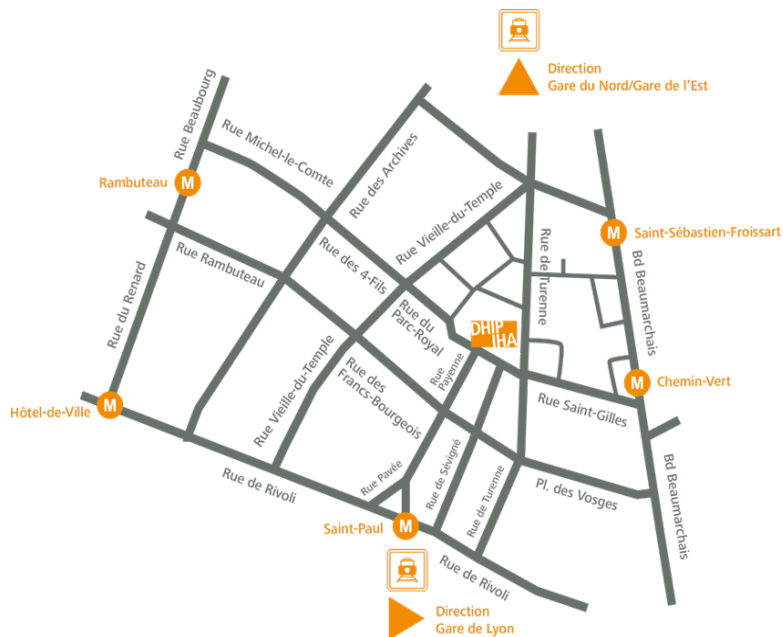 Direction
Gare du Nord/Gare de l'Est
Rue Beaubourg
Rue Michel-le-Comte
Rue des Archives
Rambuteau
M
Rue Vieille-du-Temple
M
Saint-Sébastien-Froissart
Rue Rambuteau
Rue des 4-Fils
Rue de Turenne
Bd Beaumarchais
Rue du Renard
Rue du
Parc-Royal
DHIP
IHA
Rue
Payenne
M
Chemin-Vert
Hôtel-de-Ville
M
Rue Vieille-du-Temple
Rue des
Francs-Bourgeois
Rue Saint-Gilles
Rue de Rivoli
Rue Pavée
Rue de Sévigné
Rue de Turenne
Pl. des Vosges
Bd Beaumarchais
Saint-Paul
M
Rue de Rivoli
Direction
Gare de Lyon